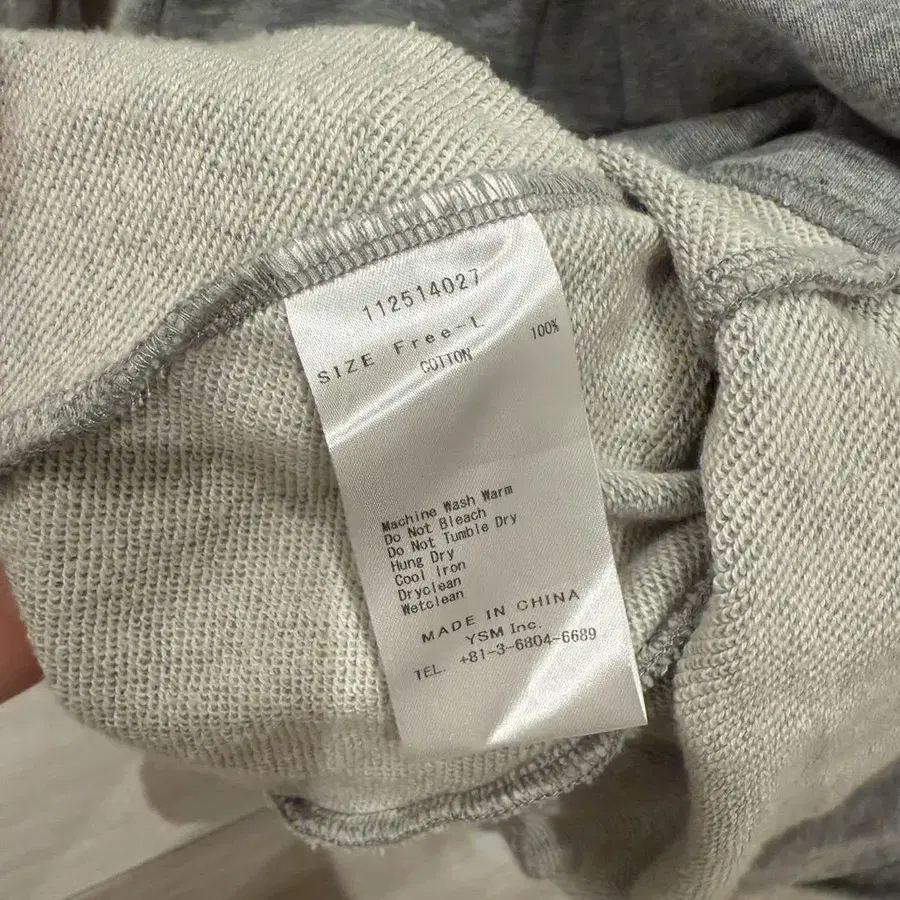 112514027
SIZE Free-L
COTTON 100%
Machine Wash Warm
Do Not Bleach
Do Not Tumble Dry
Hung Dry
Cool Iron
Dryclean
Wetclean
MADE IN CHINA
YSM Inc.
TEL. +81-3-6804-6689